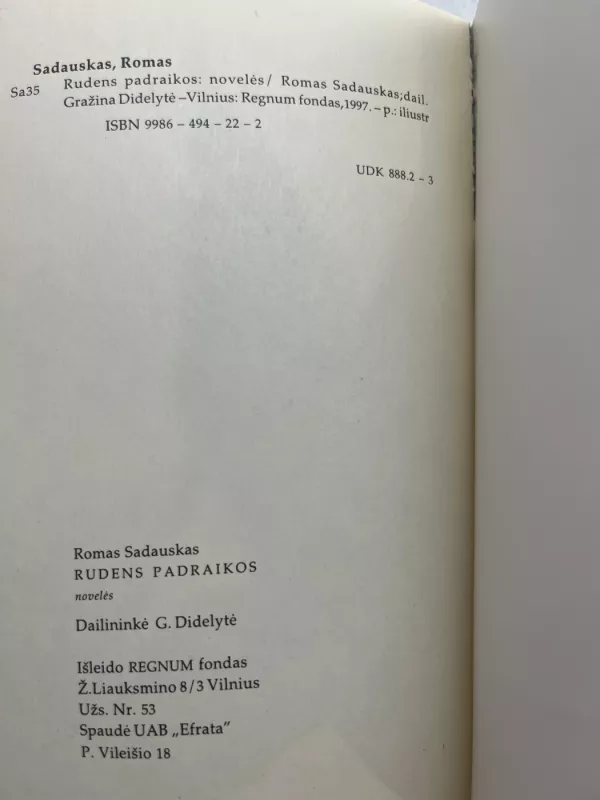 Sadauskas, Romas
Sa35 Rudens padraikos: novelės/ Romas Sadauskas;dail.
Gražina Didelytė –Vilnius: Regnum fondas,1997. – p.: iliustr
ISBN 9986 – 494 – 22 – 2
UDK 888.2 – 3
Romas Sadauskas
RUDENS PADRAIKOS
novelės
Dailininkė G. Didelytė
Išleido REGNUM fondas
Ž.Liauksmino 8/3 Vilnius
Užs. Nr. 53
Spaudė UAB „Efrata"
P. Vileišio 18